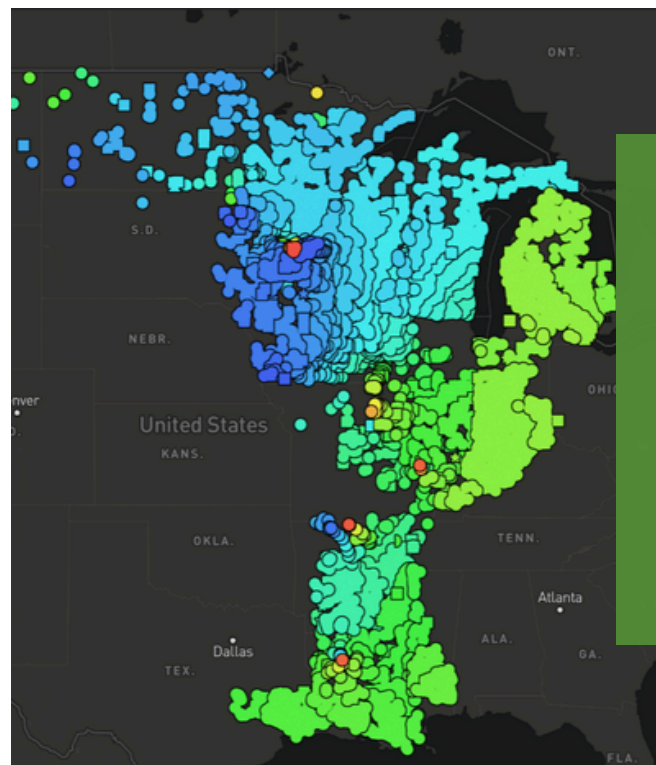 ONT.
S.D.
NEBR.
OHIO
nver
O.
United States
KANS.
OKLA.
TENN.
Atlanta
Dallas
ALA.
GA.
TEX.
FLA.